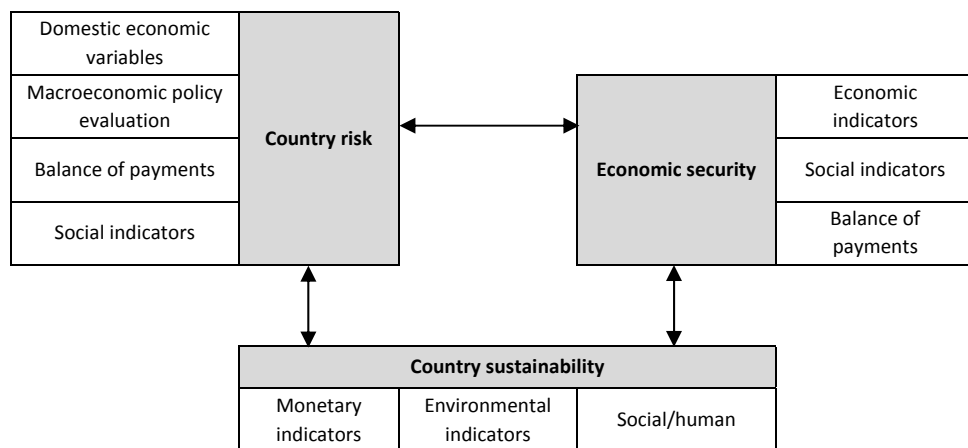 Domestic economic
variables
Macroeconomic policy
evaluation
Balance of payments
Social indicators
Country risk
Economic security
Economic
indicators
Social indicators
Balance of
payments
Country sustainability
Monetary
indicators
Environmental
indicators
Social/human